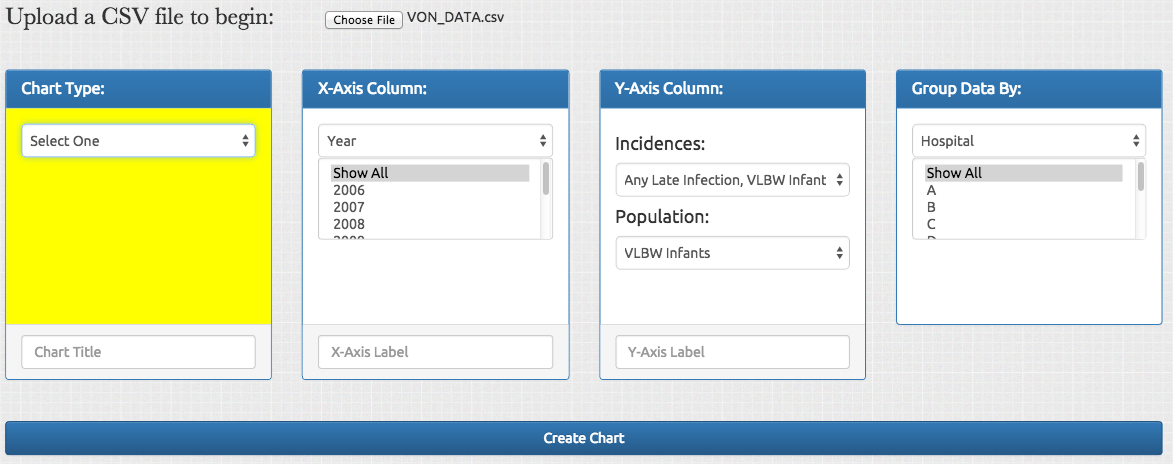 Upload a CSV file to begin:
Choose File VON_DATA.csv
Chart Type:
Select One
Chart Title
X-Axis Column:
Year
Show All
2006
2007
2008
2009
X-Axis Label
Y-Axis Column:
Incidences:
Any Late Infection, VLBW Infant
Population:
VLBW Infants
Y-Axis Label
Group Data By:
Hospital
Show All
A
B
C
Create Chart